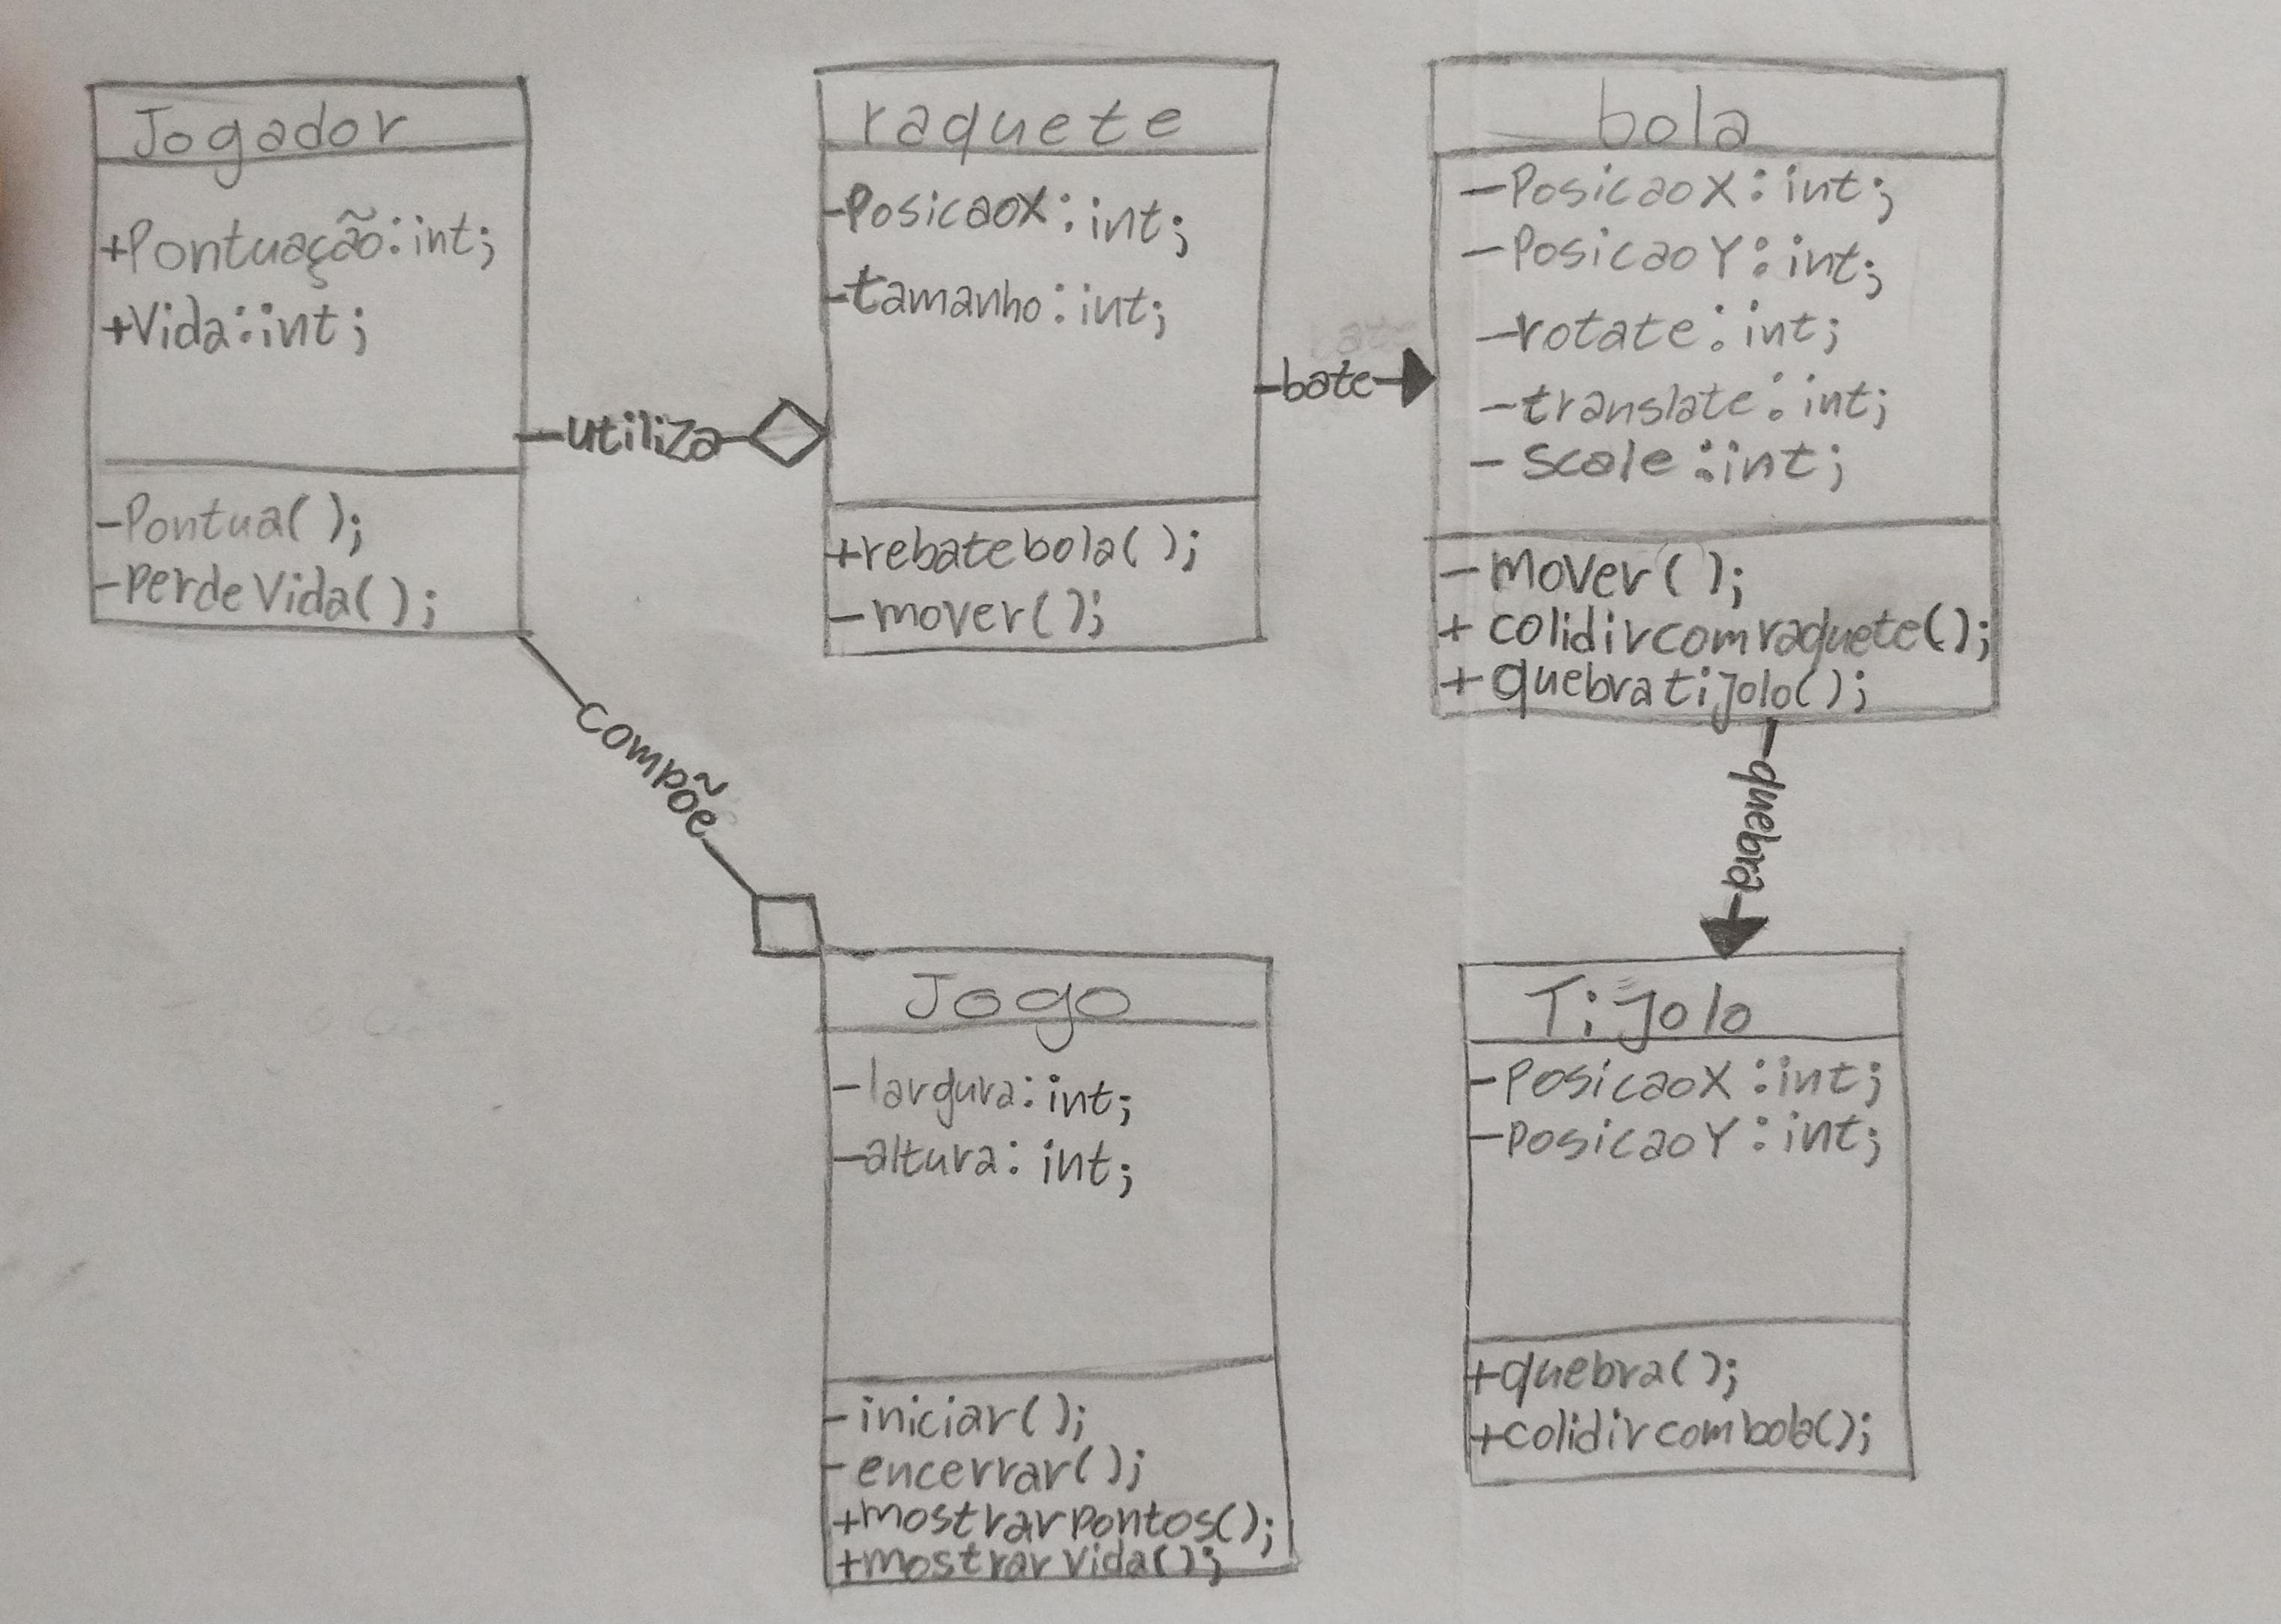 Jogador
+Pontuação:int;
+Vida:int;
-Pontua();
-perdeVida();
utiliza
raquete
-PosicaoX:int;
-tamanho:int;
+rebatebola();
-mover();
bate
bate
bola
-PosicaoX:int;
-PosicaoY:int;
-rotate:int;
-translate:int;
-scale:int;
-mover();
+colidircomraquete();
+quebratijolo();
compõe
quebra
Jogo
-largura:int;
-altura:int;
-iniciar();
-encerrar();
+mostrarpontos();
+mostrarvida();
Tijolo
-PosicaoX:int;
-PosicaoY:int;
+quebra();
+colidircombola();